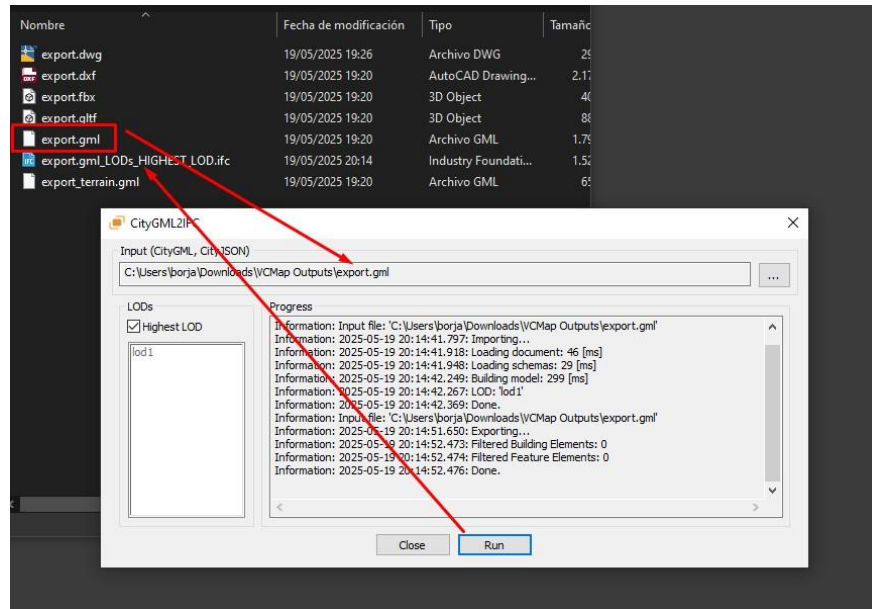 Nombre Fecha de modificación Tipo Tamaño
export.dwg 19/05/2025 19:26 Archivo DWG 29
export.dxf 19/05/2025 19:20 AutoCAD Drawing... 2.17
export.fbx 19/05/2025 19:20 3D Object 40
export.gltf 19/05/2025 19:20 3D Object 88
export.gml 19/05/2025 19:20 Archivo GML 1.79
export.gml_LODs_HIGHEST_LOD.ifc 19/05/2025 20:14 Industry Foundati... 1.52
export_terrain.gml 19/05/2025 19:20 Archivo GML 65
CityGML2IFC
Input (CityGML, CityJSON)
C:\Users\borja\Downloads\VCMap Outputs\export.gml ...
LODs Progress
Highest LOD
lod1
Information: Input file: 'C:\Users\borja\Downloads\VCMap Outputs\export.gml'
Information: 2025-05-19 20:14:41.797: Importing...
Information: 2025-05-19 20:14:41.918: Loading document: 46 [ms]
Information: 2025-05-19 20:14:41.948: Loading schemas: 29 [ms]
Information: 2025-05-19 20:14:42.249: Building model: 299 [ms]
Information: 2025-05-19 20:14:42.267: LOD: 'lod1'
Information: 2025-05-19 20:14:42.369: Done.
Information: Input file: 'C:\Users\borja\Downloads\VCMap Outputs\export.gml'
Information: 2025-05-19 20:14:51.650: Exporting...
Information: 2025-05-19 20:14:52.473: Filtered Building Elements: 0
Information: 2025-05-19 20:14:52.474: Filtered Feature Elements: 0
Information: 2025-05-19 20:14:52.476: Done.
Close Run